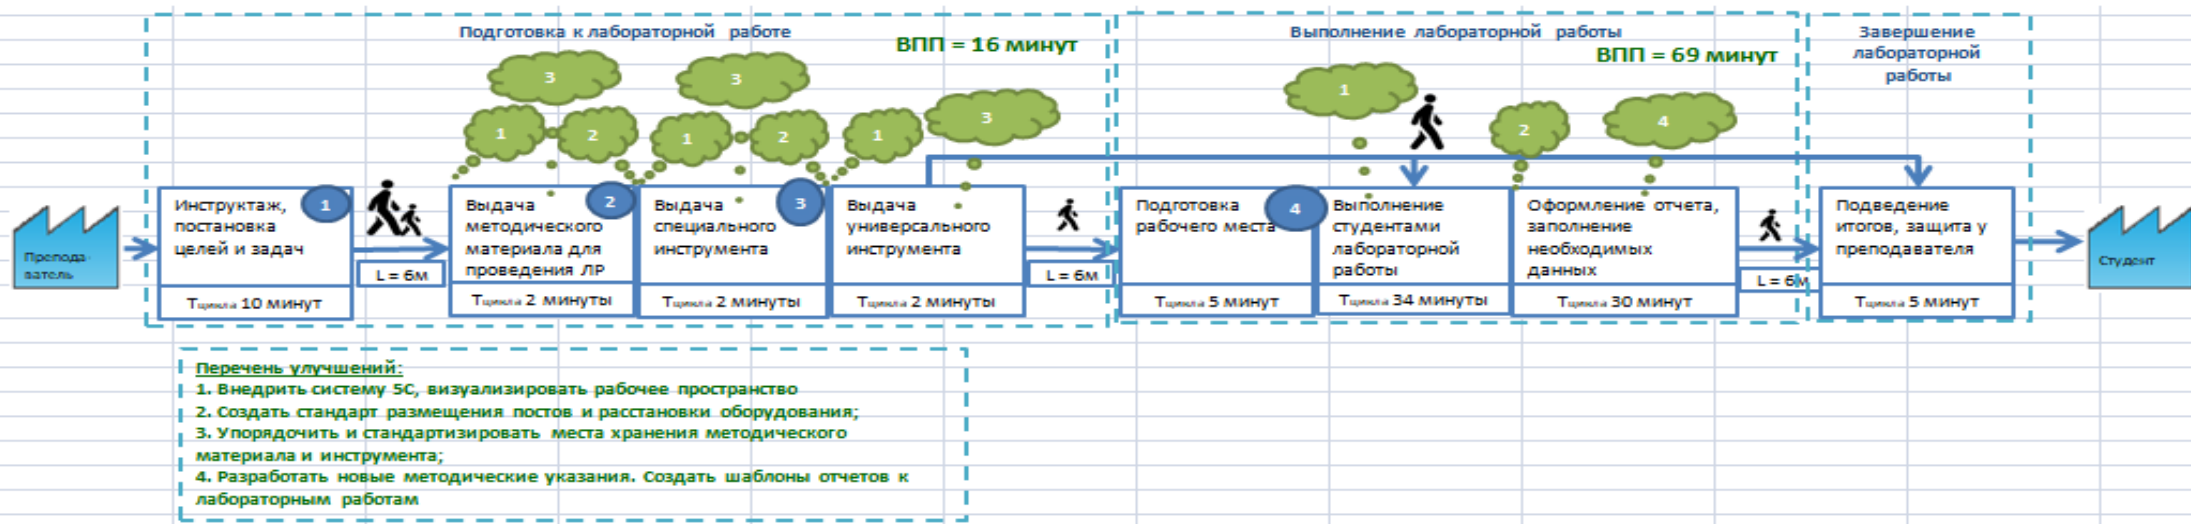 Подготовка к лабораторной работе
ВПП = 16 минут
Выполнение лабораторной работы
ВПП = 69 минут
Завершение
лабораторной
работы
3
3
1
2
1
2
1
3
1
2
4
Препода-
ватель
Инструктаж,
постановка
целей и задач
1
Тцикла 10 минут
L = 6м
Выдача
методического
материала для
проведения ЛР
2
Тцикла 2 минуты
Выдача
специального
инструмента
3
Тцикла 2 минуты
Выдача
универсального
инструмента
Тцикла 2 минуты
L = 6м
Подготовка
рабочего места
4
Тцикла 5 минут
Выполнение
студентами
лабораторной
работы
Тцикла 34 минуты
Оформление отчета,
заполнение
необходимых
данных
Тцикла 30 минут
L = 6м
Подведение
итогов, защита у
преподавателя
Тцикла 5 минут
Студент
Перечень улучшений:
1. Внедрить систему 5С, визуализировать рабочее пространство
2. Создать стандарт размещения постов и расстановки оборудования;
3. Упорядочить и стандартизировать места хранения методического
материала и инструмента;
4. Разработать новые методические указания. Создать шаблоны отчетов к
лабораторным работам